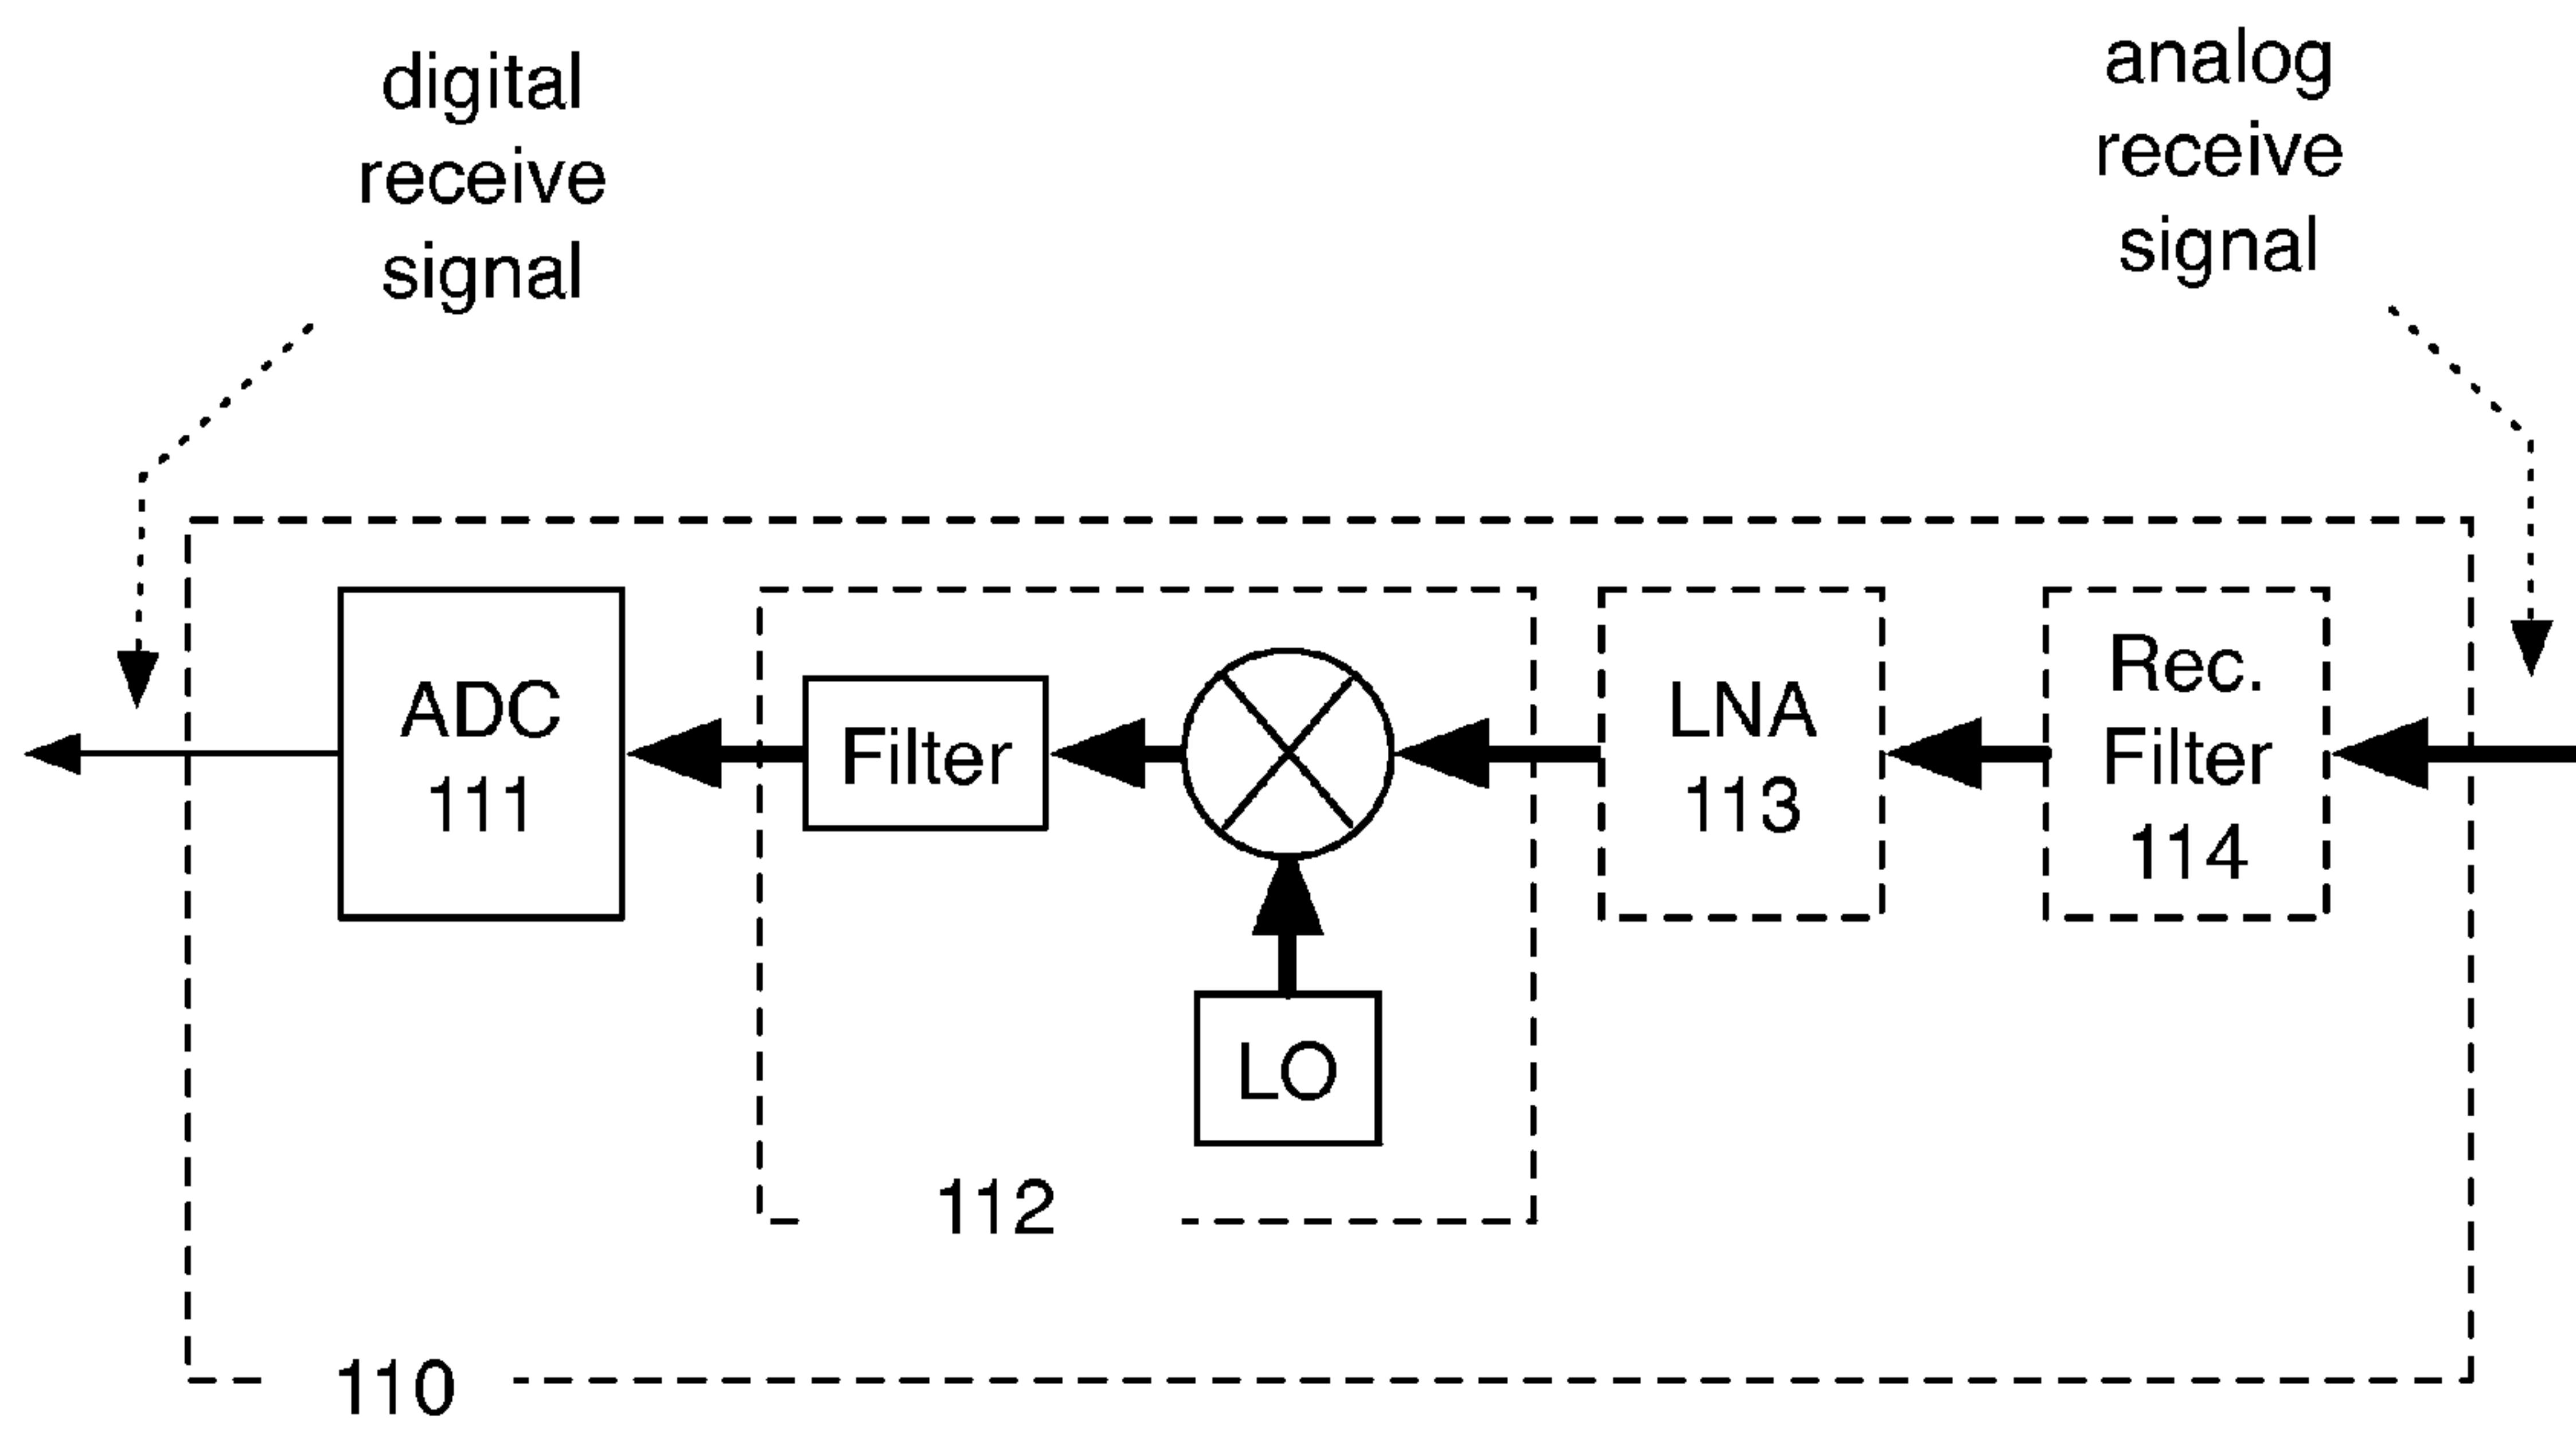 digital
receive
signal
analog
receive
signal
ADC
111
Filter
LNA
113
Rec.
Filter
114
LO
112
110